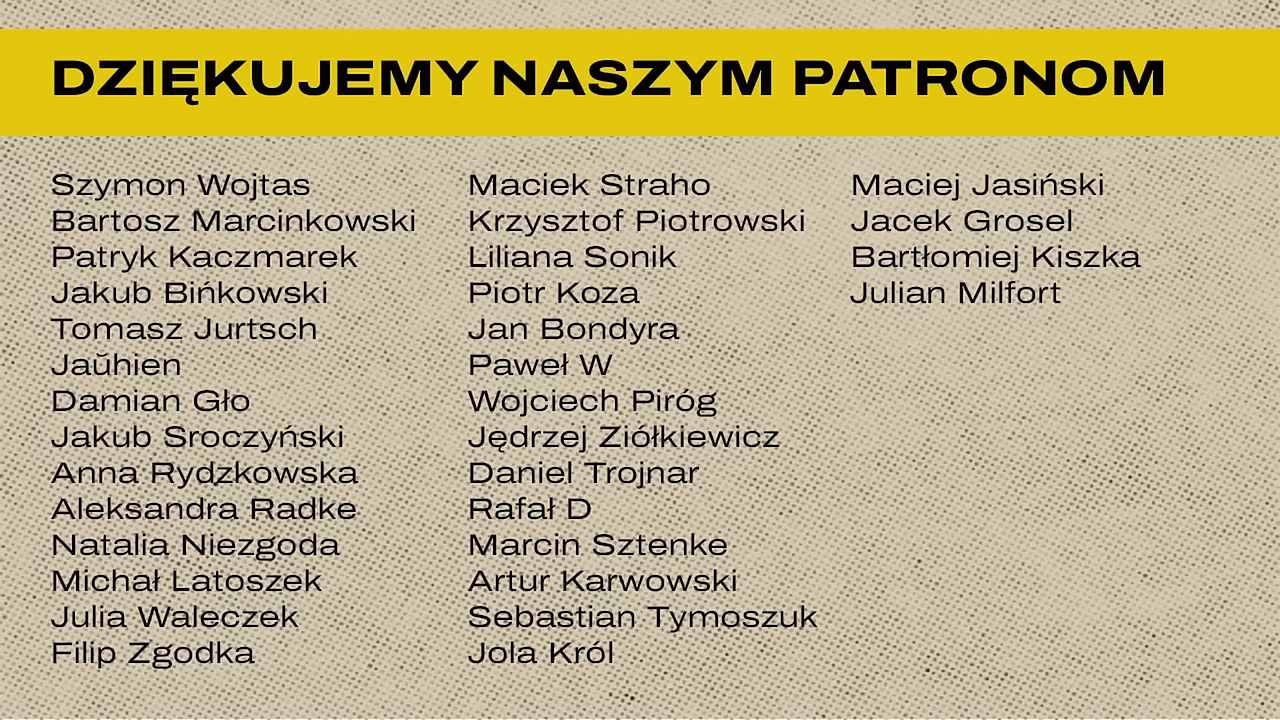 DZIĘKUJEMY NASZYM PATRONOM
Szymon Wojtas
Bartosz Marcinkowski
Patryk Kaczmarek
Jakub Bińkowski
Tomasz Jurtsch
Jaŭhien
Damian Gło
Jakub Sroczyński
Anna Rydzkowska
Aleksandra Radke
Natalia Niezgoda
Michał Latoszek
Julia Waleczek
Filip Zgodka
Maciek Straho
Krzysztof Piotrowski
Liliana Sonik
Piotr Koza
Jan Bondyra
Paweł W
Wojciech Piróg
Jędrzej Ziółkiewicz
Daniel Trojnar
Rafał D
Marcin Sztenke
Artur Karwowski
Sebastian Tymoszuk
Jola Król
Maciej Jasiński
Jacek Grosel
Bartłomiej Kiszka
Julian Milfort